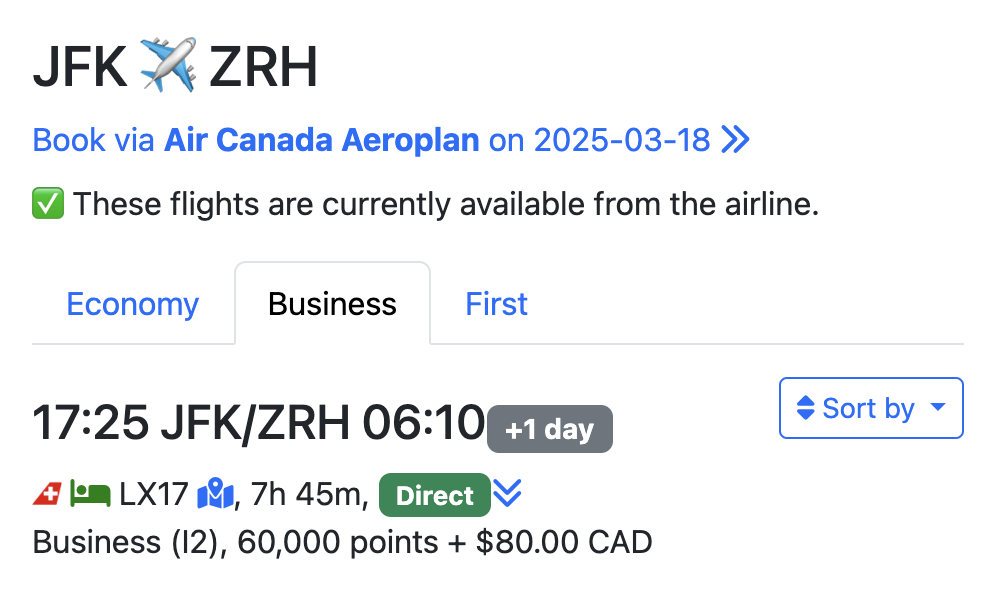 JFK ✈️ ZRH
Book via Air Canada Aeroplan on 2025-03-18
✅ These flights are currently available from the airline.
Economy Business First
17:25 JFK/ZRH 06:10 +1 day
Sort by
LX17, 7h 45m, Direct
Business (I2), 60,000 points + $80.00 CAD